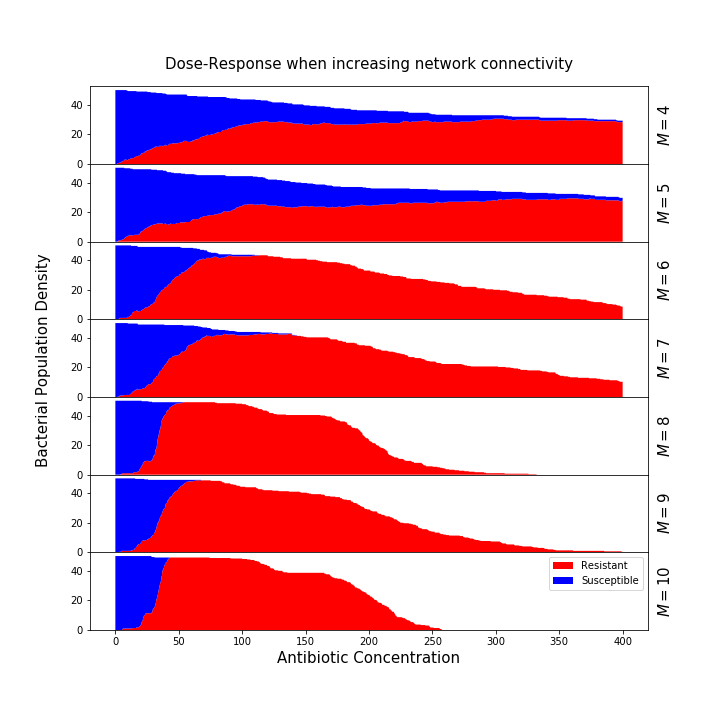 Dose-Response when increasing network connectivity
Bacterial Population Density
40
20
0
M = 4
40
20
0
M = 5
40
20
0
M = 6
40
20
0
M = 7
40
20
0
M = 8
40
20
0
M = 9
40
20
0
M = 10
Resistant
Susceptible
0 50 100 150 200 250 300 350 400
Antibiotic Concentration